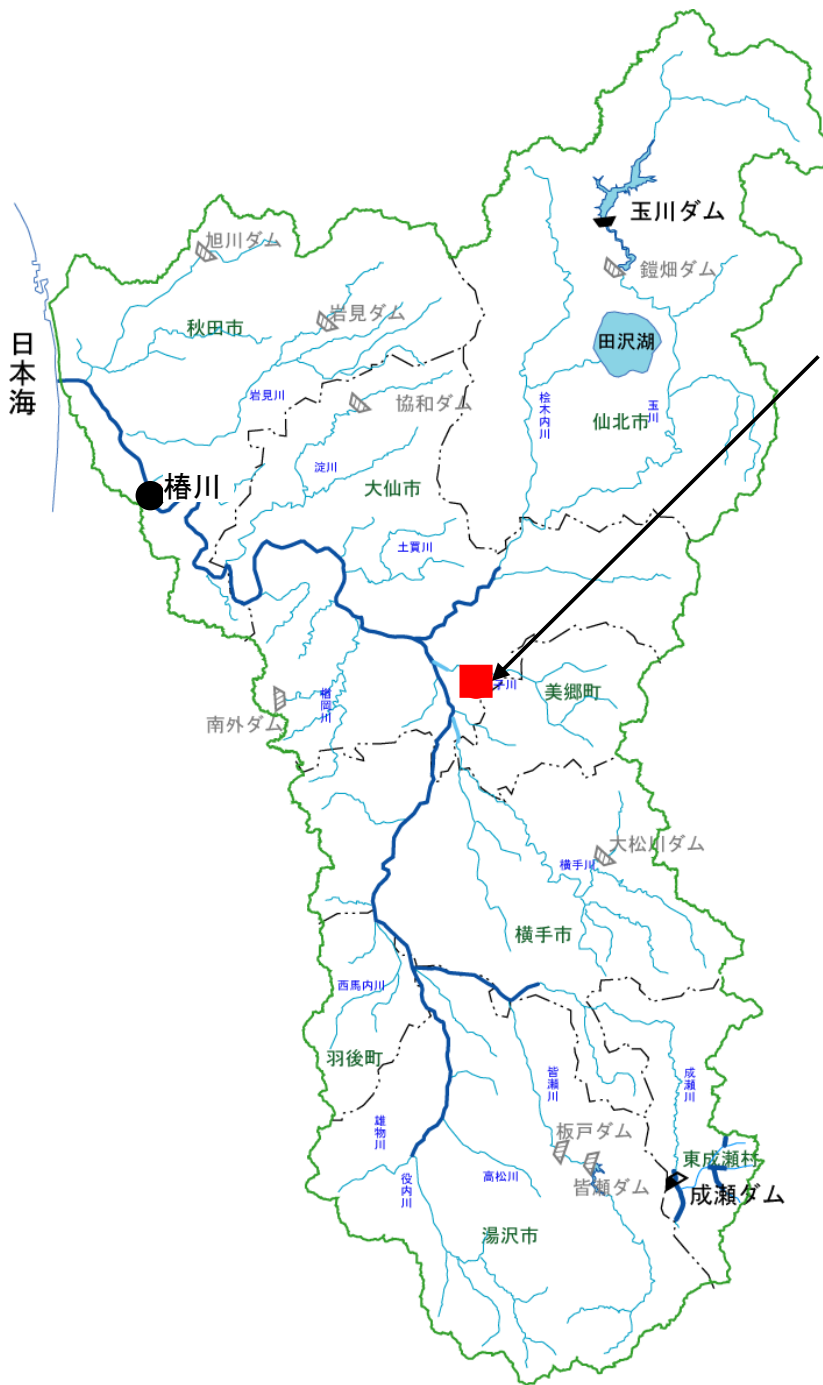 玉川ダム
旭川ダム
鎧畑ダム
岩見ダム
秋田市
田沢湖
日本海
岩見川
協和ダム
桧木内川
玉川
仙北市
淀川
大仙市
椿川
土買川
子川
美郷町
楢岡川
南外ダム
大松川ダム
横手川
横手市
西馬内川
羽後町
皆瀬川
成瀬川
雄物川
板戸ダム
東成瀬村
役内川
高松川
皆瀬ダム
成瀬ダム
湯沢市